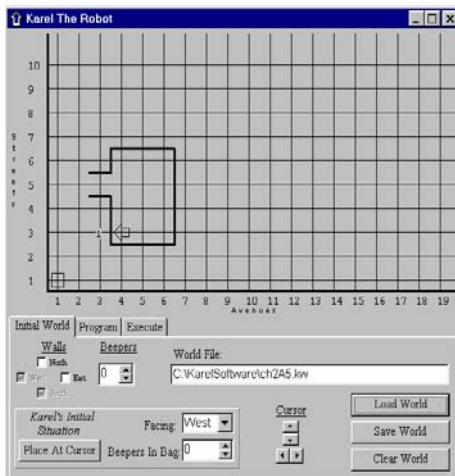 Karel The Robot
10
9
8
7
6
5
4
3
2
1
Streets
1
1 2 3 4 5 6 7 8 9 10 11 12 13 14 15 16 17 18 19
Avenues
Initial World Program Execute
Walls
North
West East
South
Beepers
0
World File:
C:\KarelSoftware\ch2A5.kw
Karel's Initial
Situation
Place At Cursor
Facing: West
Beepers In Bag: 0
Cursor
Load World
Save World
Clear World